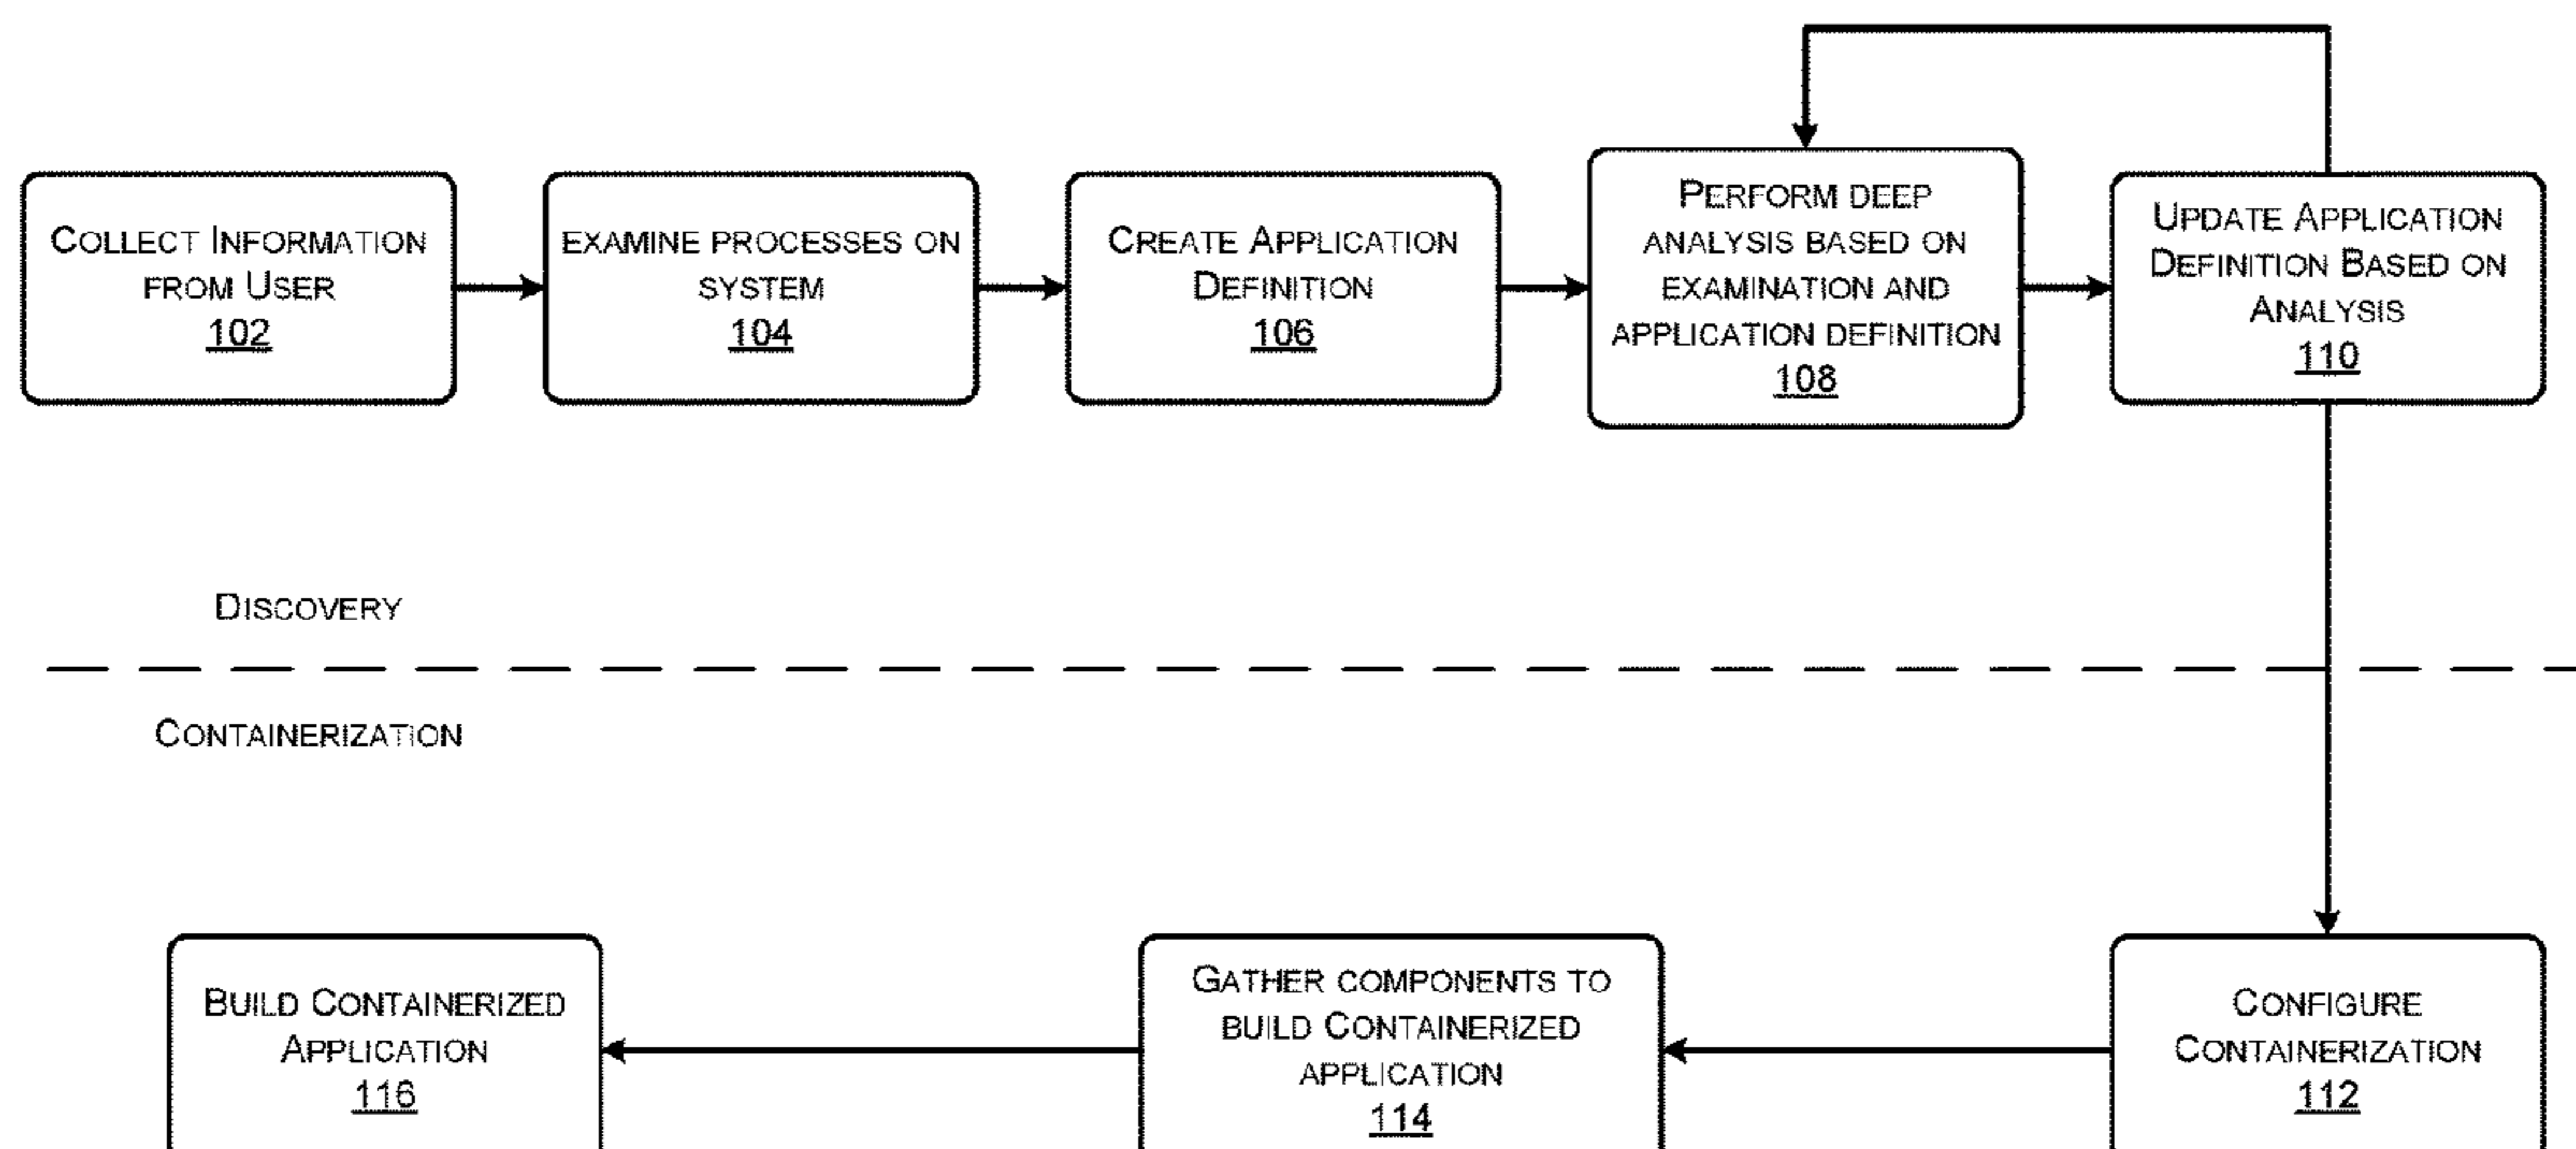 Collect Information
from User
102
examine processes on
system
104
Create Application
Definition
106
Perform deep
analysis based on
examination and
application definition
108
Update Application
Definition Based on
Analysis
110
Discovery
Containerization
Build Containerized
Application
116
Gather components to
build Containerized
application
114
Configure
Containerization
112